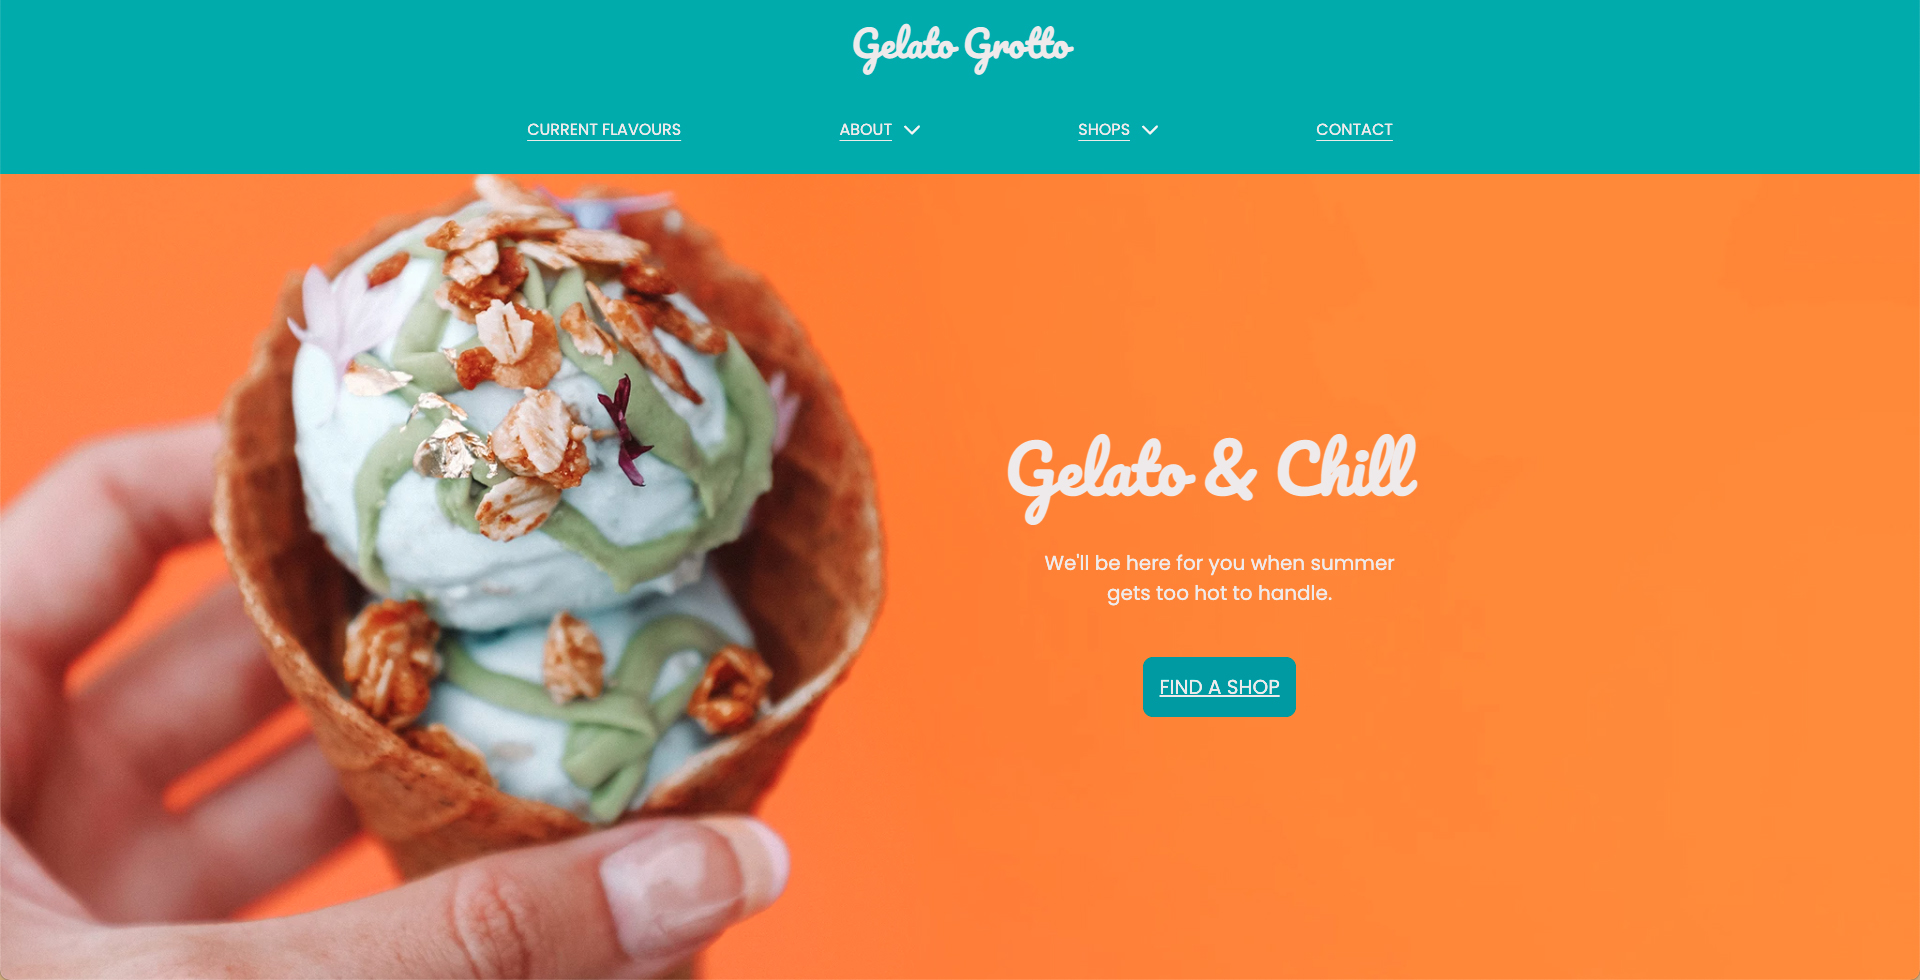 Gelato Grotto
CURRENT FLAVOURS
ABOUT
SHOPS
CONTACT
Gelato & Chill
We'll be here for you when summer
gets too hot to handle.
FIND A SHOP